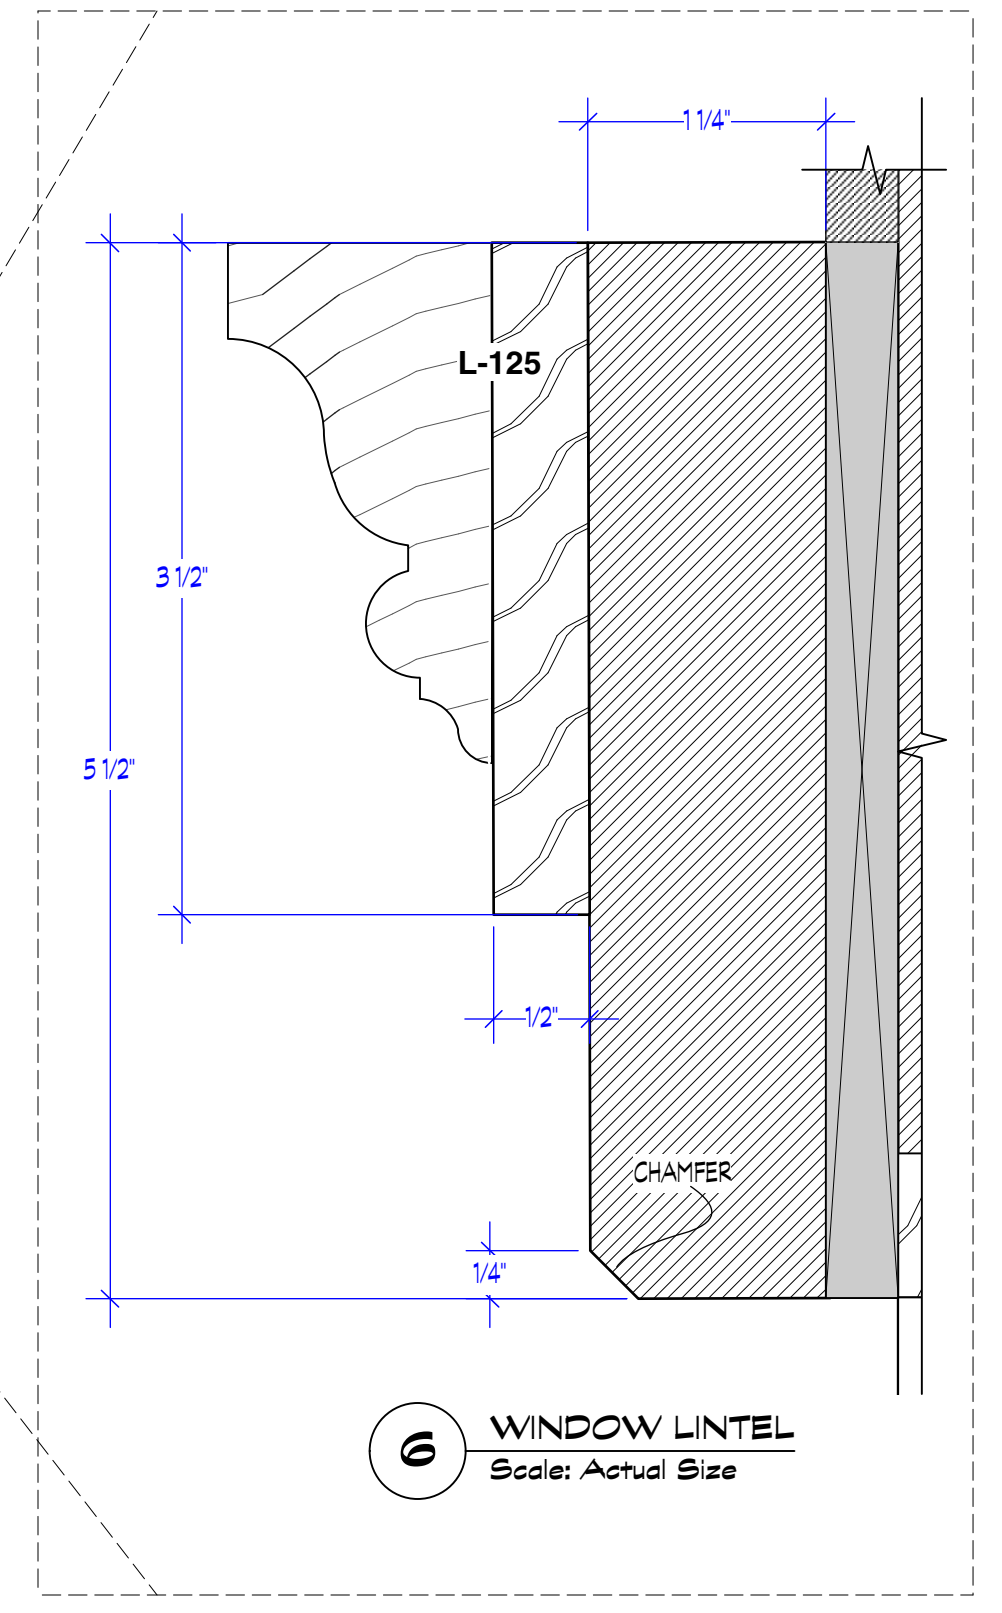 1 1/4"
L-125
3 1/2"
5 1/2"
1/2"
CHAMFER
1/4"
6
WINDOW LINTEL
Scale: Actual Size